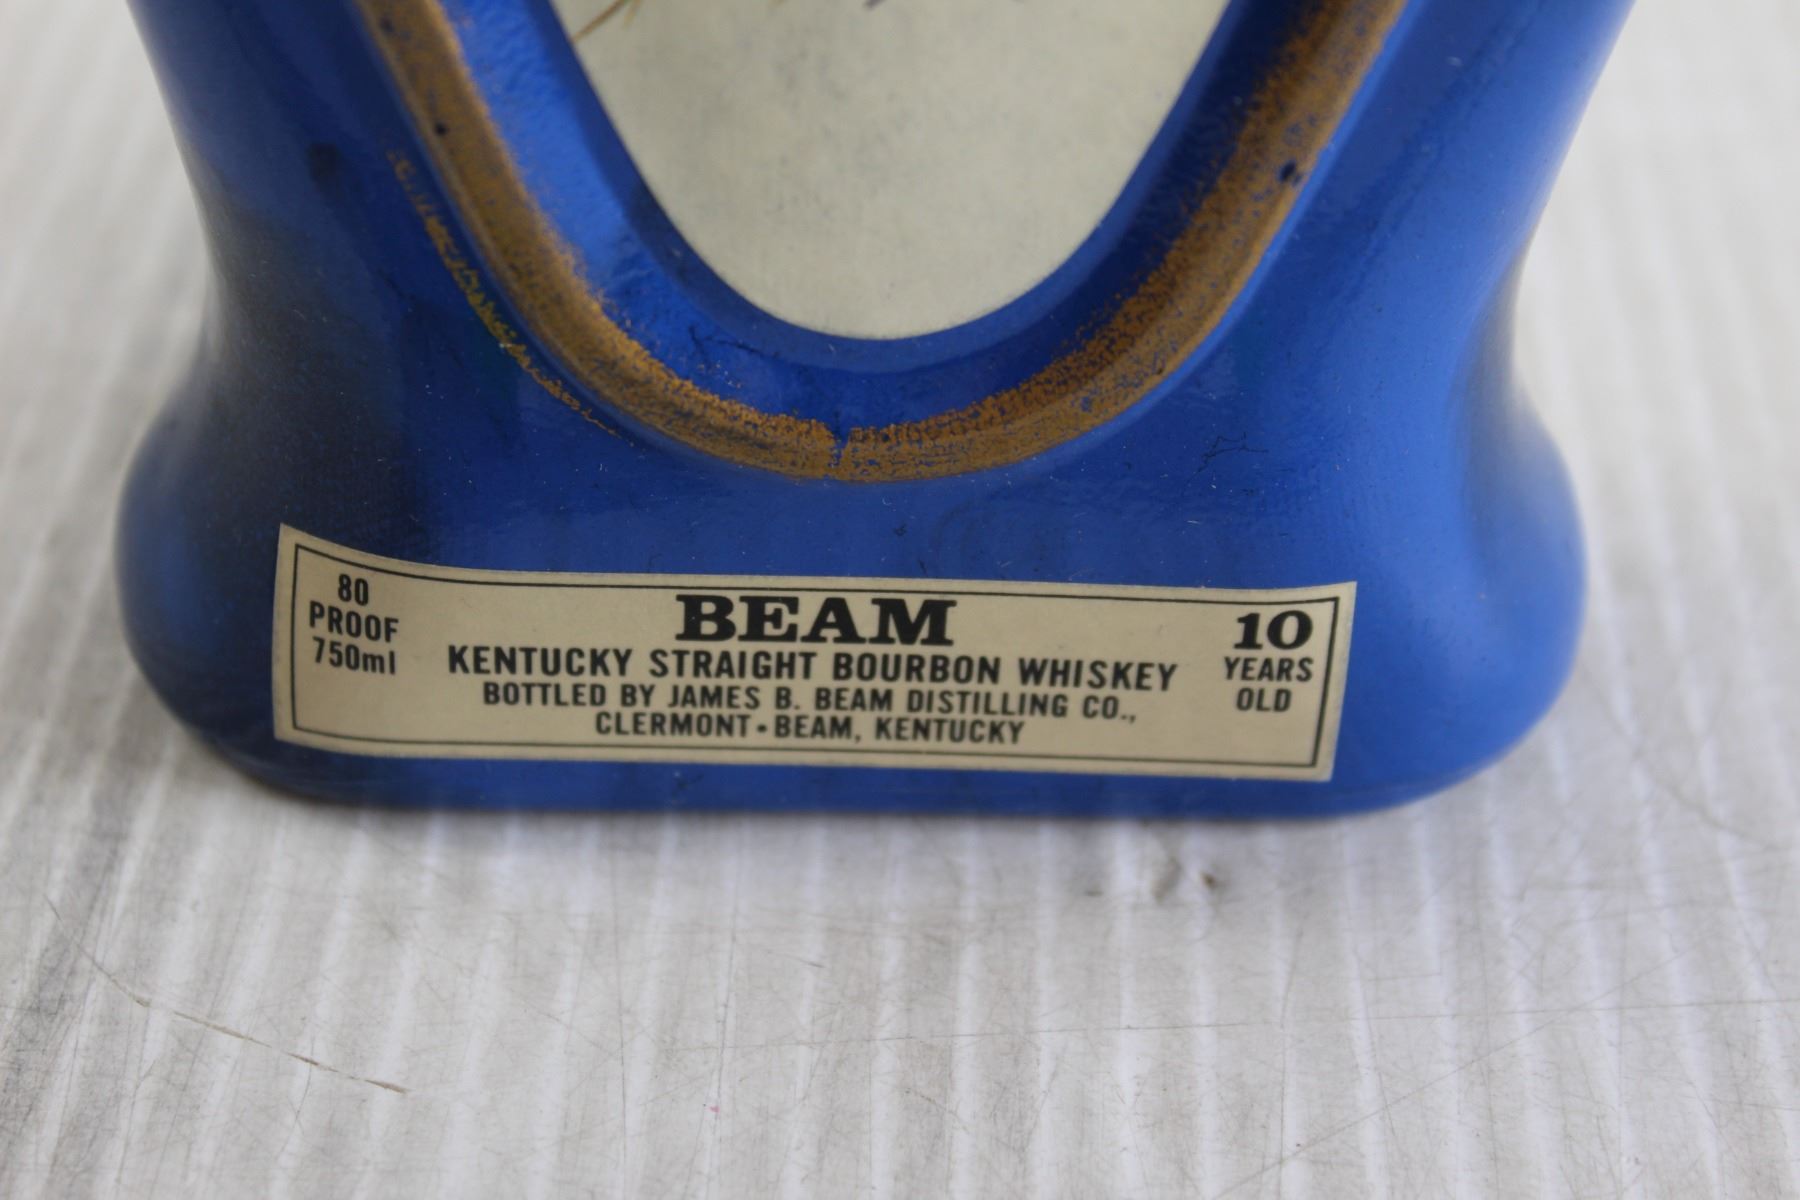 80
PROOF
750ml
BEAM
KENTUCKY STRAIGHT BOURBON WHISKEY
BOTTLED BY JAMES B. BEAM DISTILLING CO.,
CLERMONT • BEAM, KENTUCKY
10
YEARS
OLD